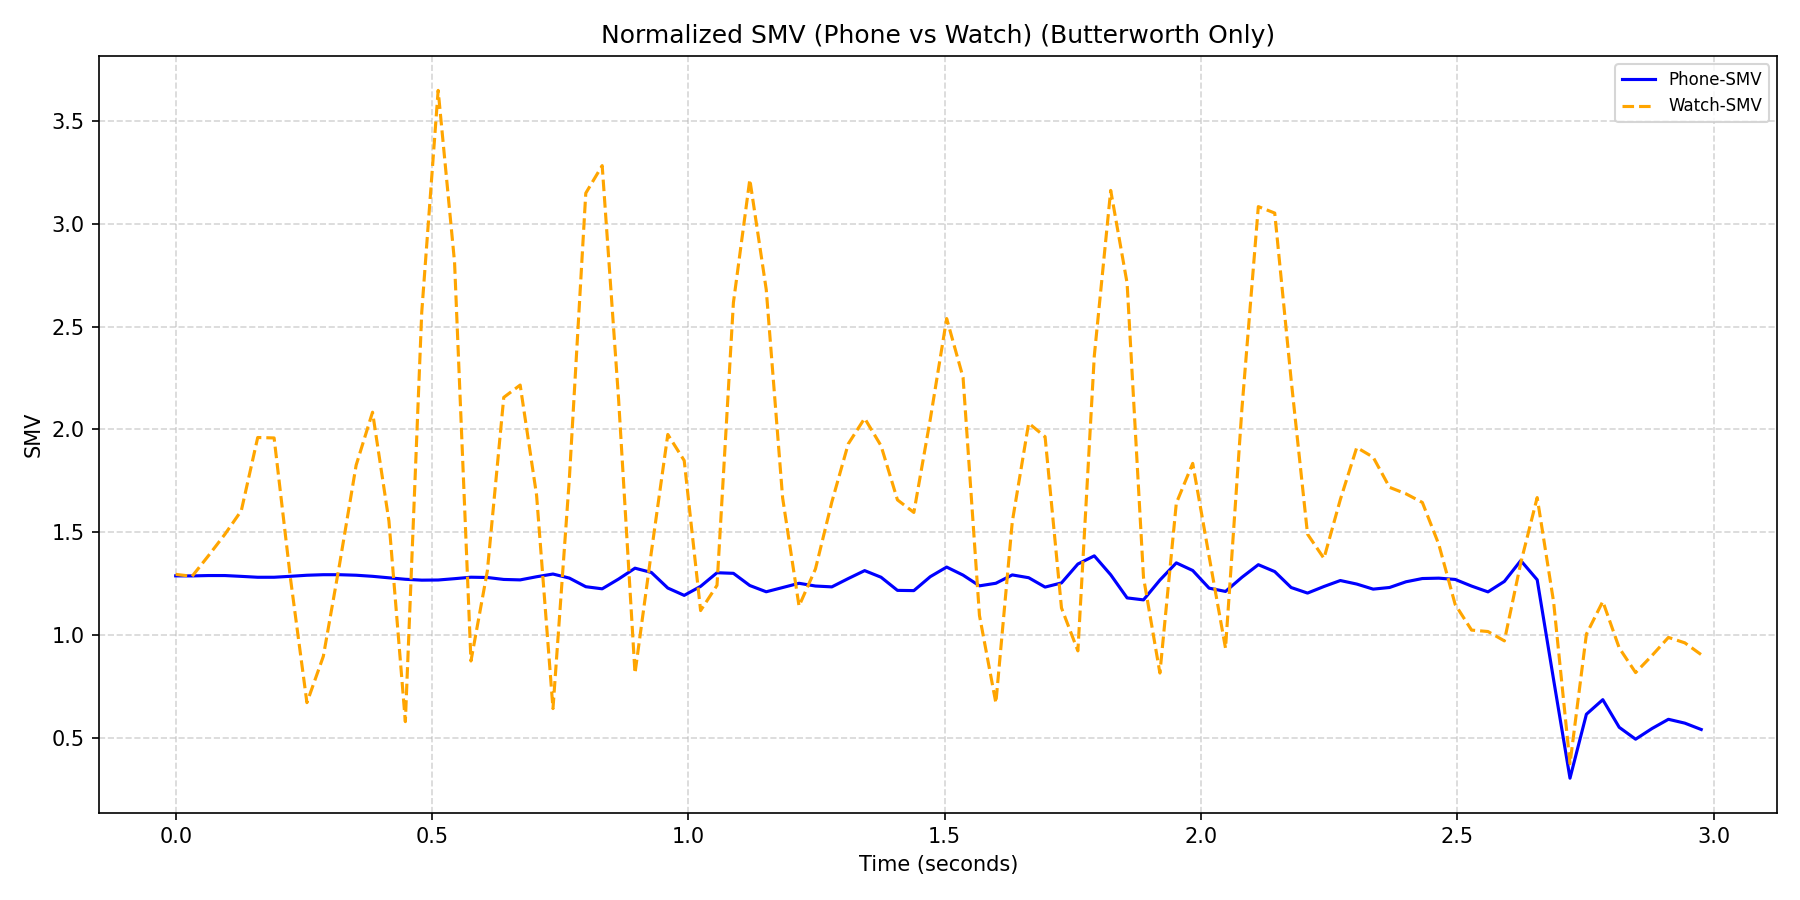 Normalized SMV (Phone vs Watch) (Butterworth Only)
Phone-SMV
Watch-SMV
SMV
3.5
3.0
2.5
2.0
1.5
1.0
0.5
0.0 0.5 1.0 1.5 2.0 2.5 3.0
Time (seconds)